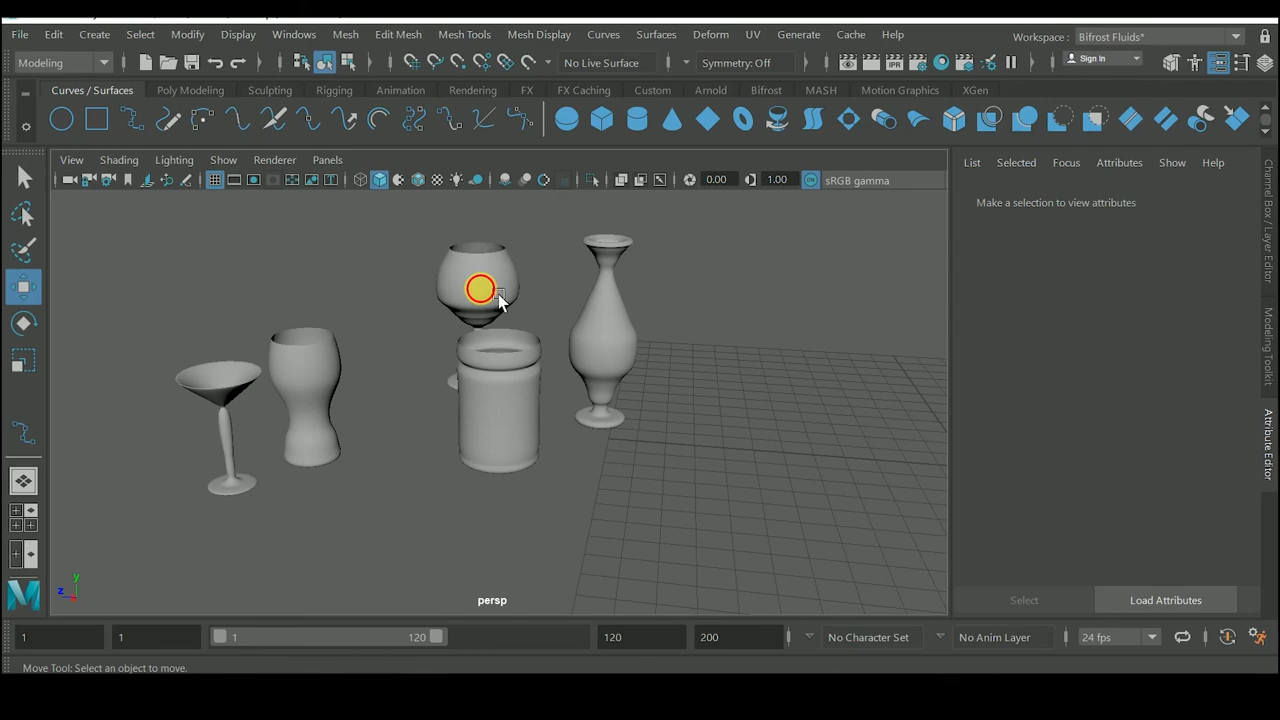 File Edit Create Select Modify Display Windows Mesh Edit Mesh Mesh Tools Mesh Display Curves Surfaces Deform UV Generate Cache Help Workspace : Bifrost Fluids*
Modeling No Live Surface Symmetry: Off Sign In
Curves / Surfaces Poly Modeling Sculpting Rigging Animation Rendering FX FX Caching Custom Arnold Bifrost MASH Motion Graphics XGen
IPR
View Shading Lighting Show Renderer Panels
List Selected Focus Attributes Show Help
0.00 1.00 sRGB gamma
Make a selection to view attributes
Channel Box / Layer Editor
Modeling Toolkit
Attribute Editor
y
z
persp
Select Load Attributes
1 1 1 120 120 200 No Character Set No Anim Layer 24 fps
Move Tool: Select an object to move.